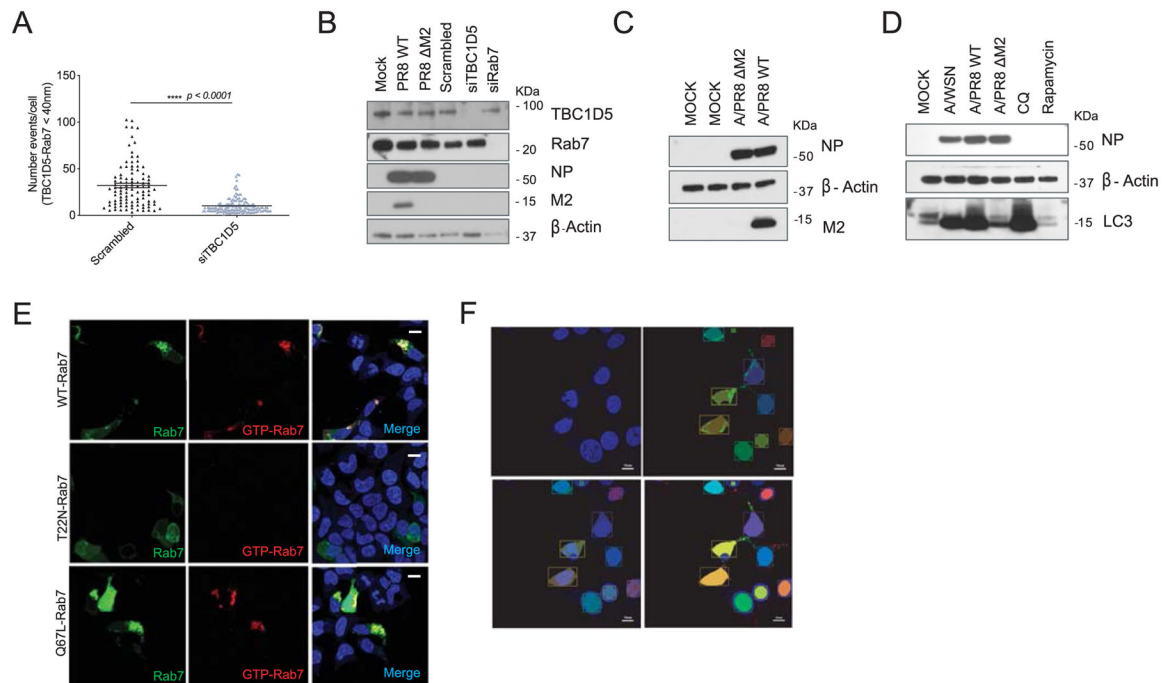 A
Number events/cell
(TBC1D5-Rab7 < 40nm)
150
100
50
0
**** p < 0.0001
Scrambled
siTBC1D5
B
Mock
PR8 WT
PR8 ΔM2
Scrambled
siTBC1D5
siRab7
KDa
- 100
TBC1D5
- 20
Rab7
- 50
NP
- 15
M2
- 37
β-Actin
C
MOCK
MOCK
A/PR8 ΔM2
A/PR8 WT
KDa
-50
NP
-37
β- Actin
-15
M2
D
MOCK
A/WSN
A/PR8 WT
A/PR8 ΔM2
CQ
Rapamycin
KDa
-50
NP
-37
β- Actin
-15
LC3
E
WT-Rab7
Rab7
GTP-Rab7
Merge
T22N-Rab7
Rab7
GTP-Rab7
Merge
Q67L-Rab7
Rab7
GTP-Rab7
Merge
F